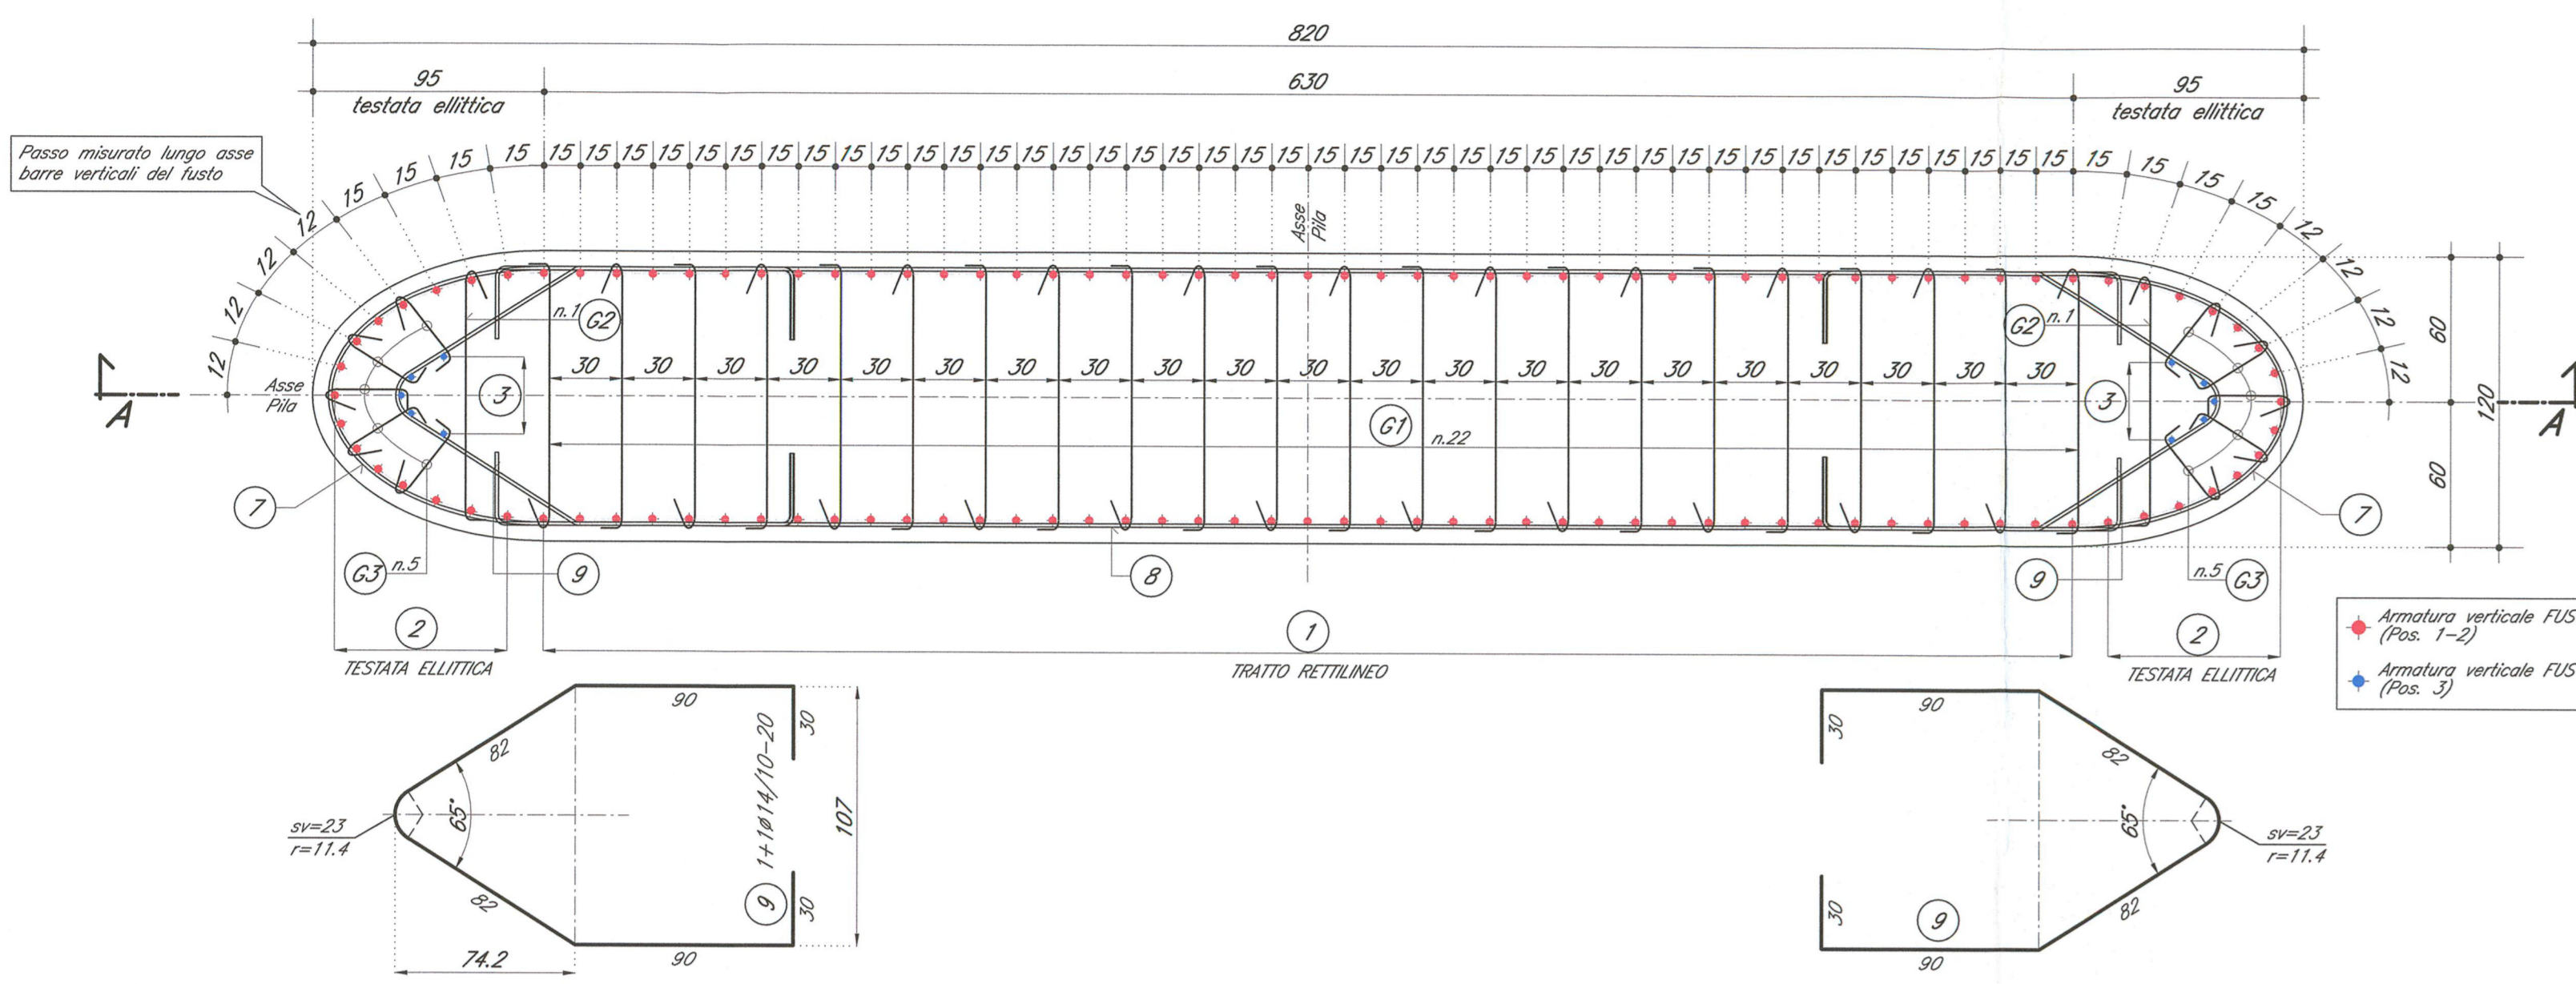 820
95
630
95
testata ellittica
testata ellittica
Passo misurato lungo asse
barre verticali del fusto
12 12 12 12 15 15 15 15 15 15 15 15 15 15 15 15 15 15 15 15 15 15 15 15 15 15 15 15 15 15 15 15 15 15 15 15 15 15 15 15 15 15 15 15 15 15 15 15 15 15 12 12 12 12
Asse
Pila
n.1 G2
G2 n.1
60
30 30 30 30 30 30 30 30 30 30 30 30 30 30 30 30 30 30 30 30 30
Asse
Pila
3
3
A
A
120
G1
n.22
60
7
7
G3 n.5
9
8
9
n.5 G3
2
1
2
TESTATA ELLITTICA
TRATTO RETTILINEO
TESTATA ELLITTICA
Armatura verticale FUS
(Pos. 1-2)
Armatura verticale FUS
(Pos. 3)
90
30
82
65°
sv=23
r=11.4
1+1ø14/10-20
9
107
82
30
90
74.2
90
30
82
65°
sv=23
r=11.4
82
30
9
90